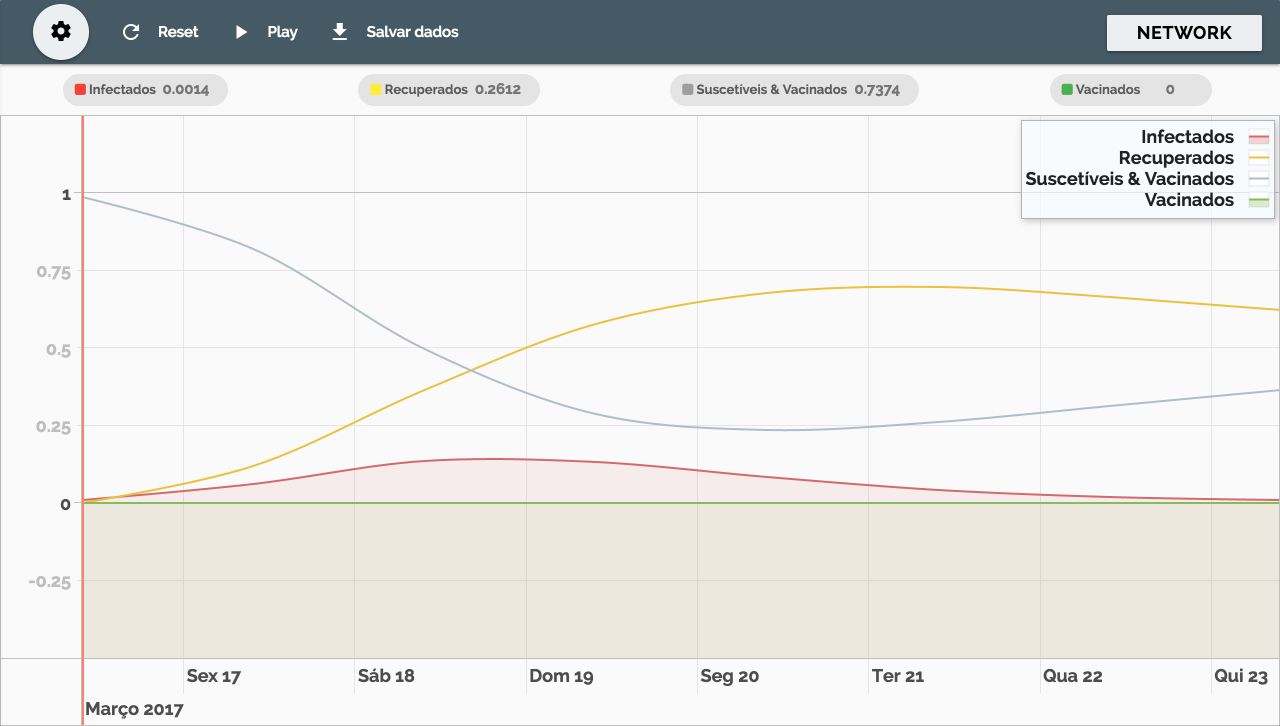 Reset Play Salvar dados NETWORK
Infectados 0.0014 Recuperados 0.2612 Suscetíveis & Vacinados 0.7374 Vacinados 0
Infectados
Recuperados
Suscetíveis & Vacinados
Vacinados
1
0.75
0.5
0.25
0
-0.25
Sex 17 Sáb 18 Dom 19 Seg 20 Ter 21 Qua 22 Qui 23
Março 2017